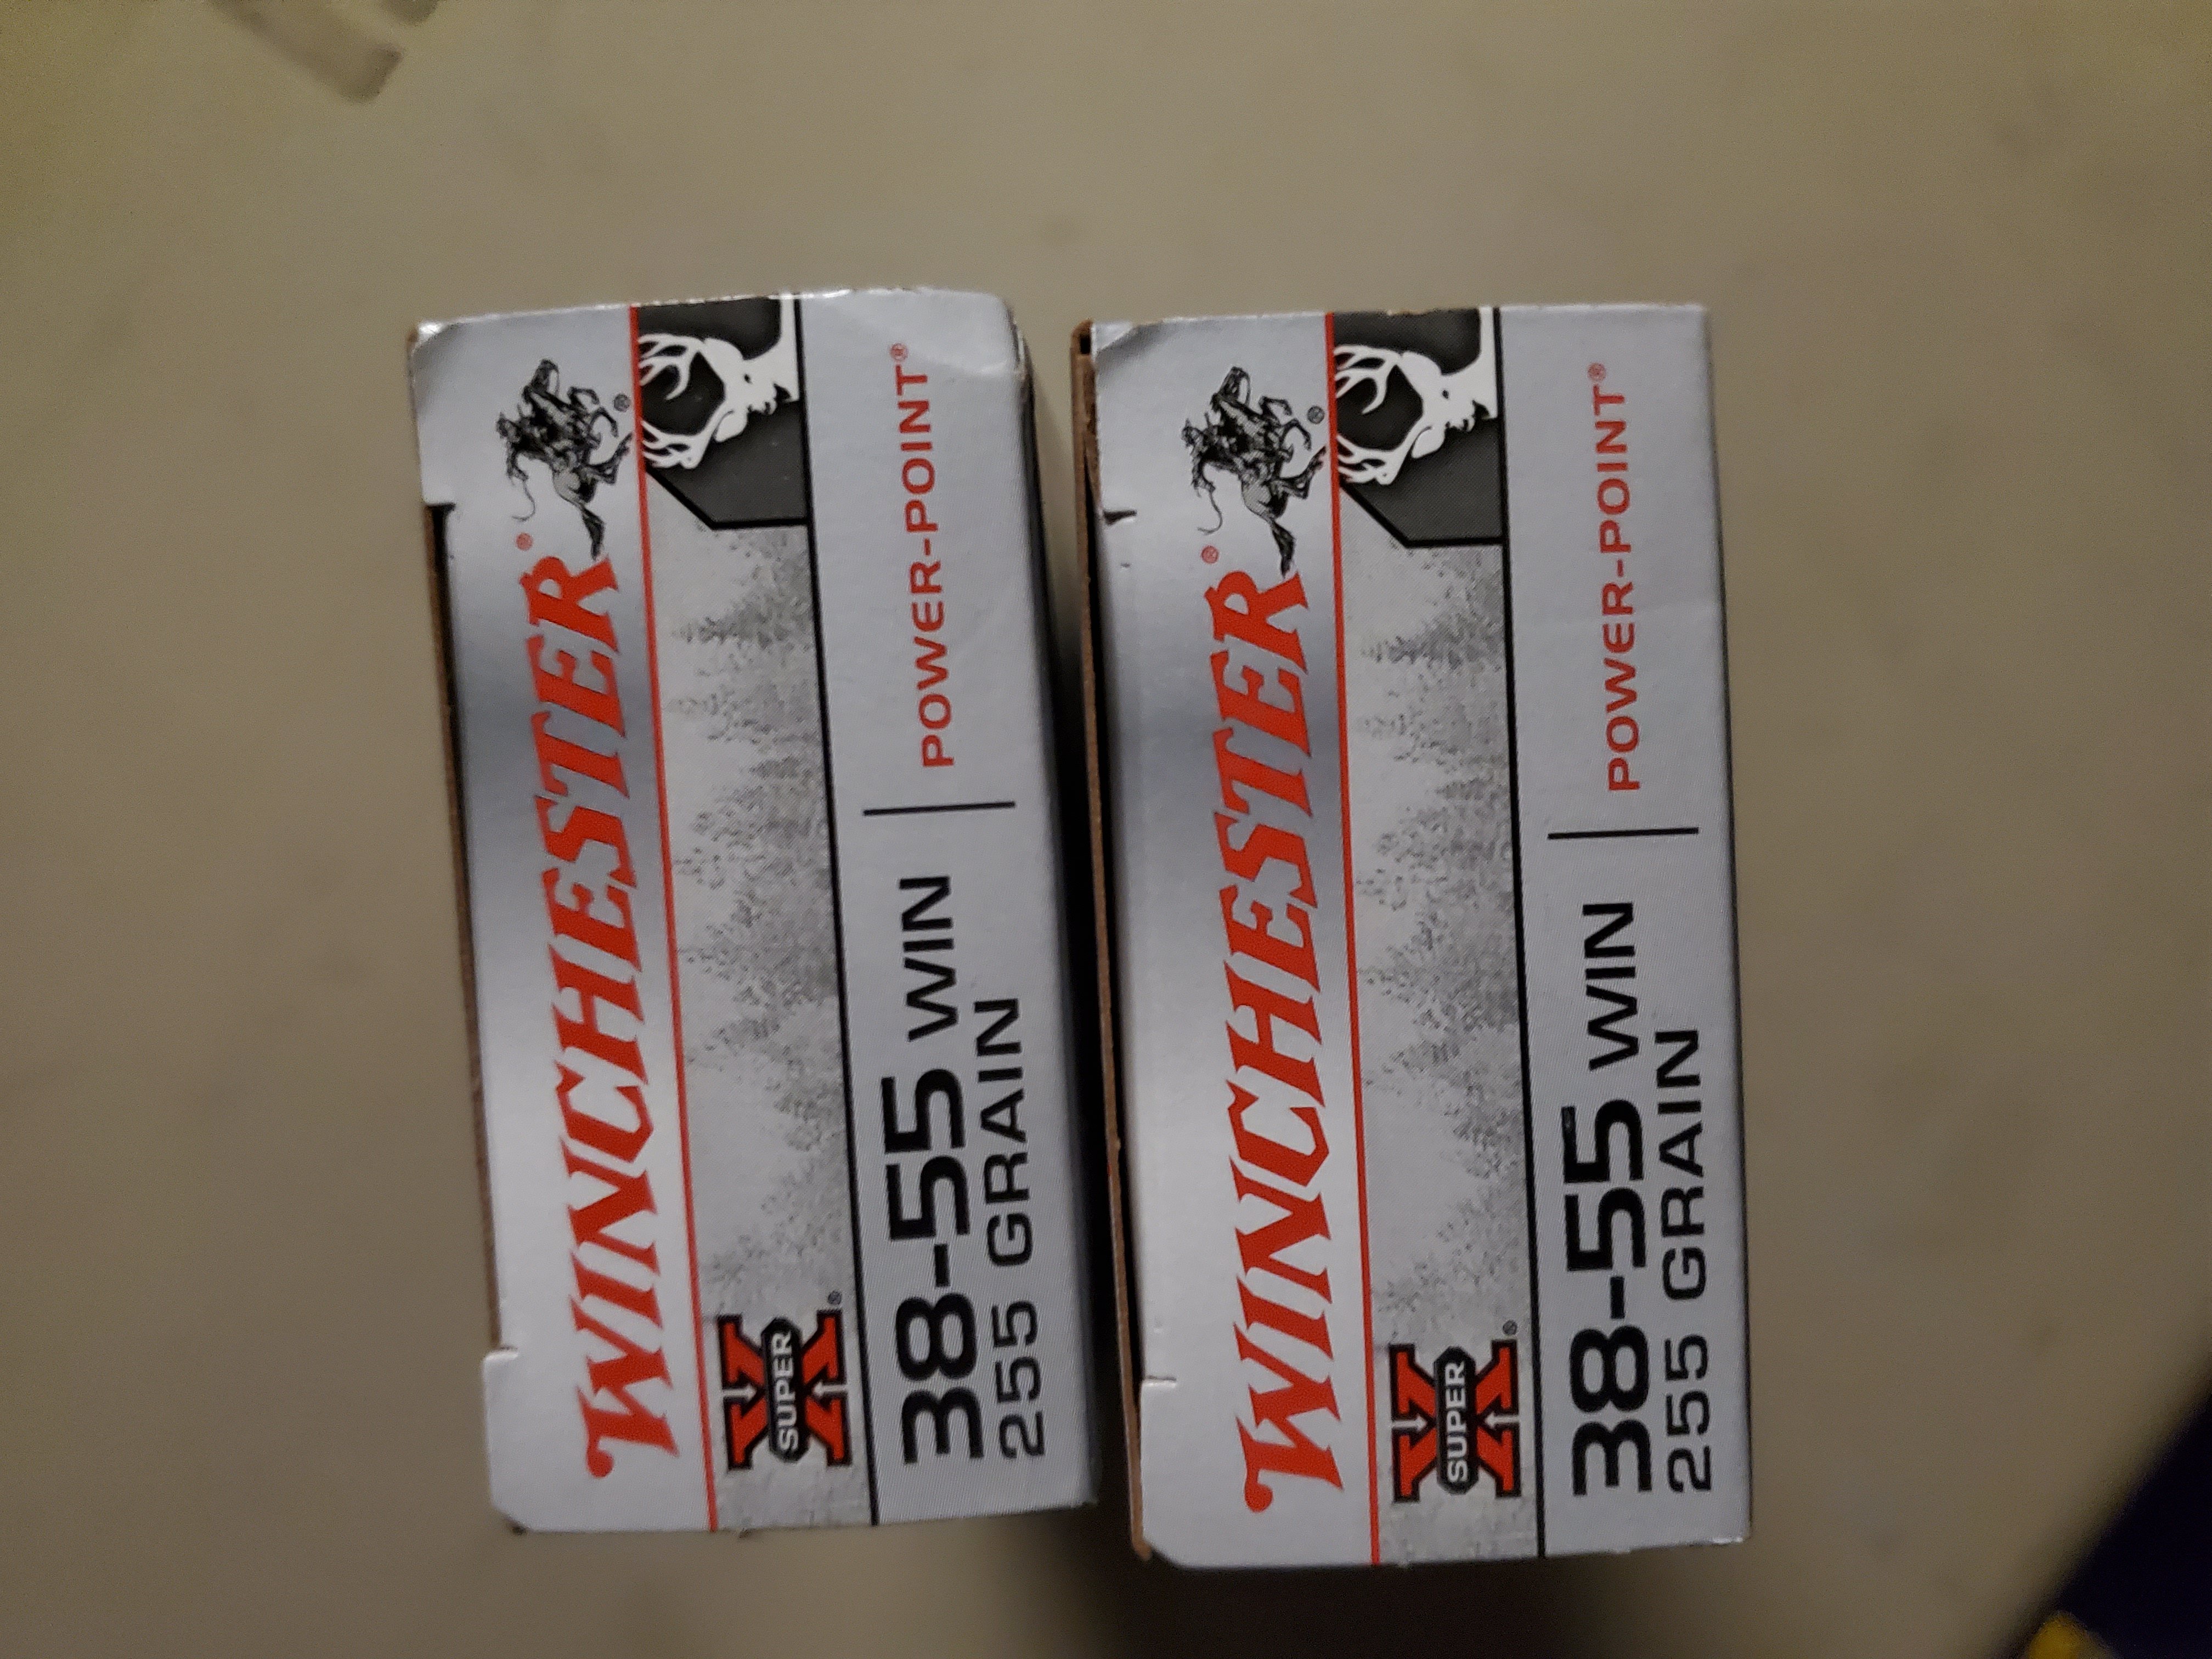 WINCHESTER®
®
SUPER X®
38-55 WIN
255 GRAIN
POWER-POINT®
WINCHESTER®
®
SUPER X®
38-55 WIN
255 GRAIN
POWER-POINT®